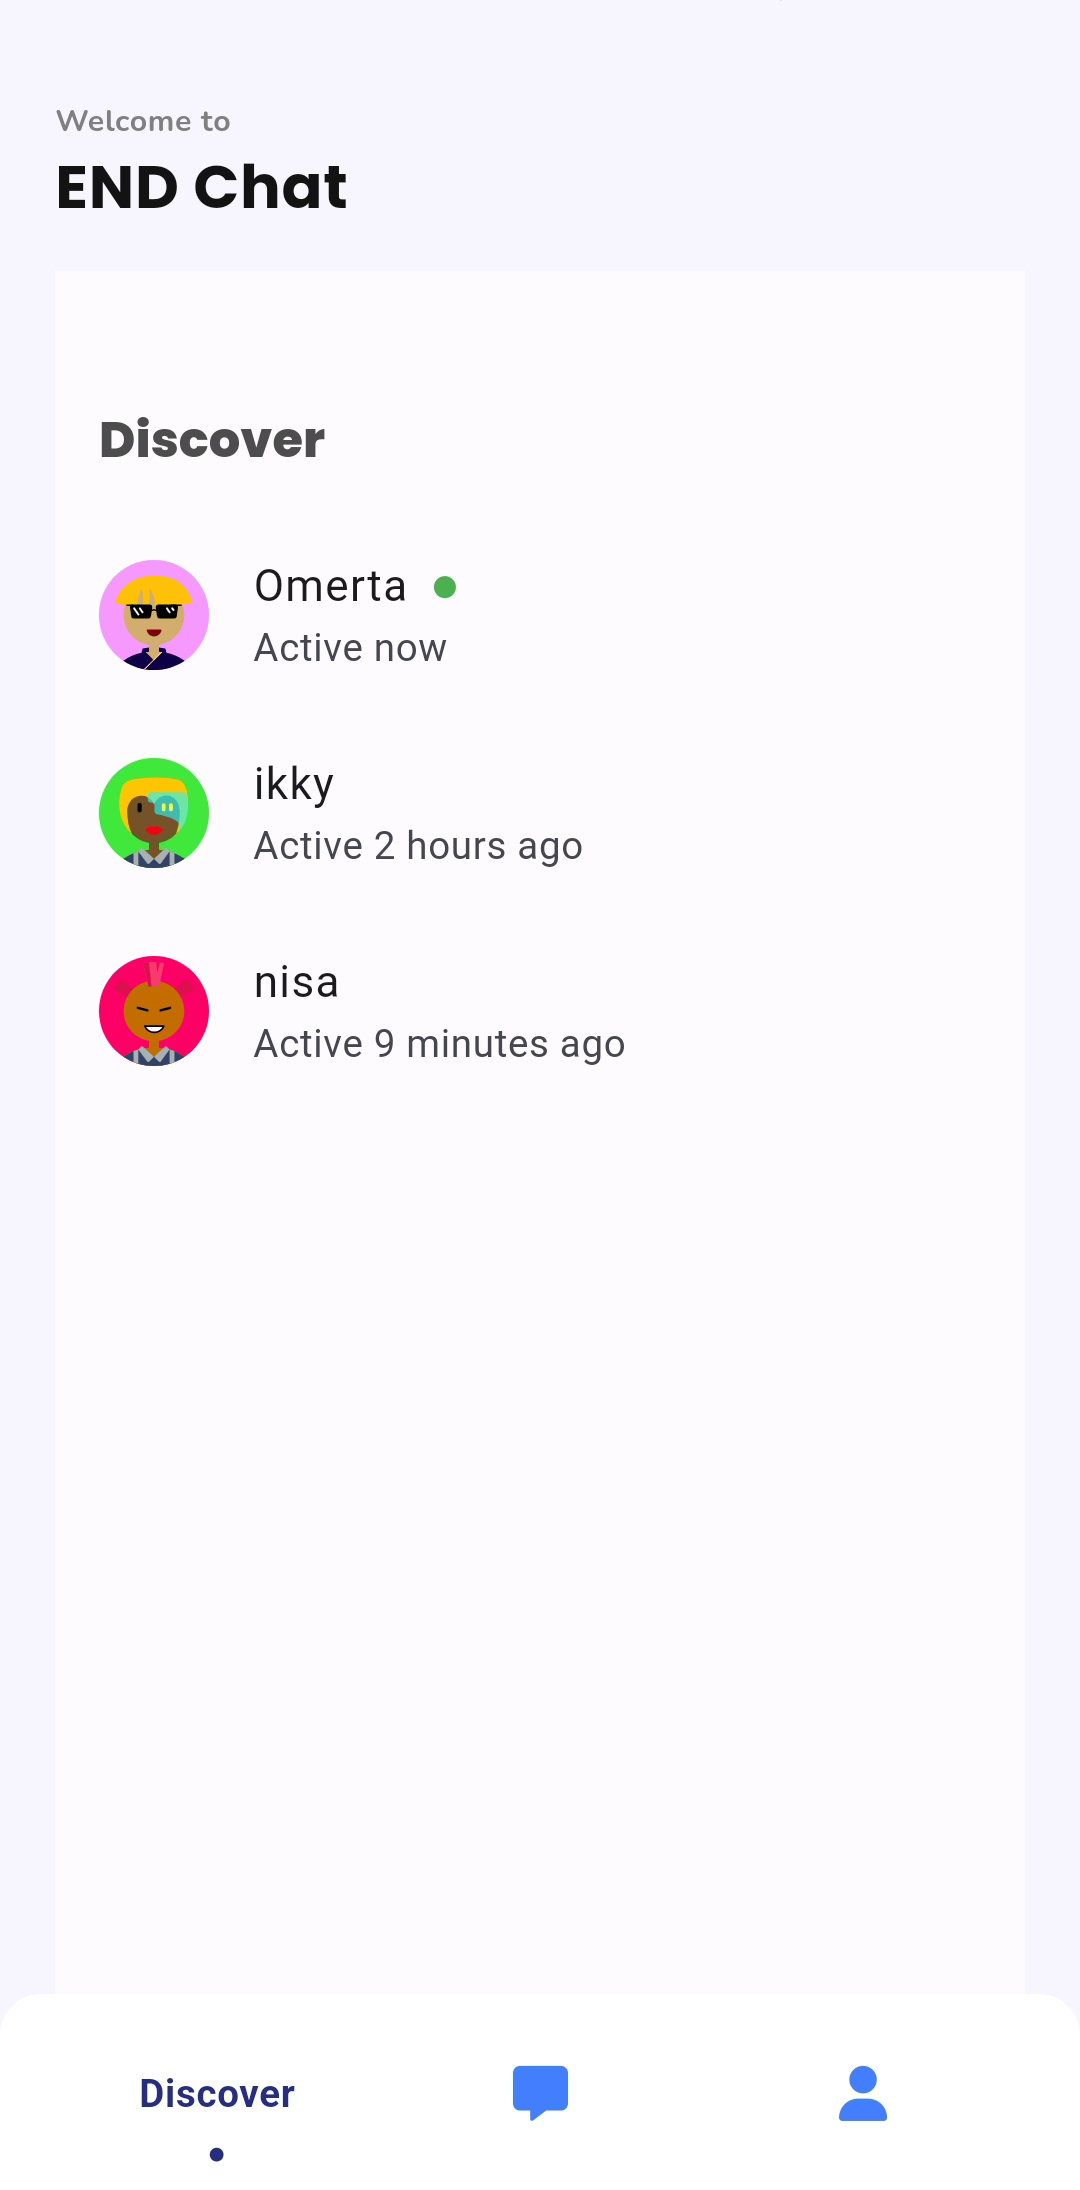 Welcome to
END Chat
Discover
Omerta
Active now
ikky
Active 2 hours ago
nisa
Active 9 minutes ago
Discover